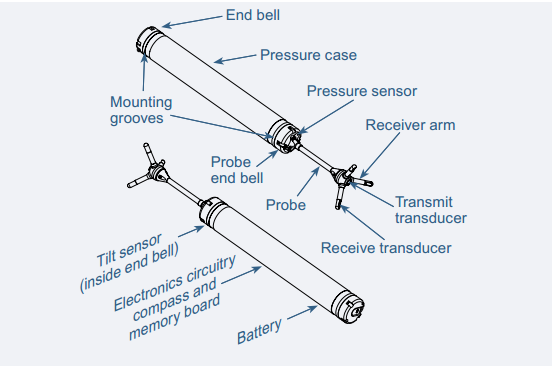 End bell
Pressure case
Pressure sensor
Mounting
grooves
Receiver arm
Probe
end bell
Probe
Transmit
transducer
Receive transducer
Tilt sensor
(inside end bell)
Electronics circuitry
compass and
memory board
Battery